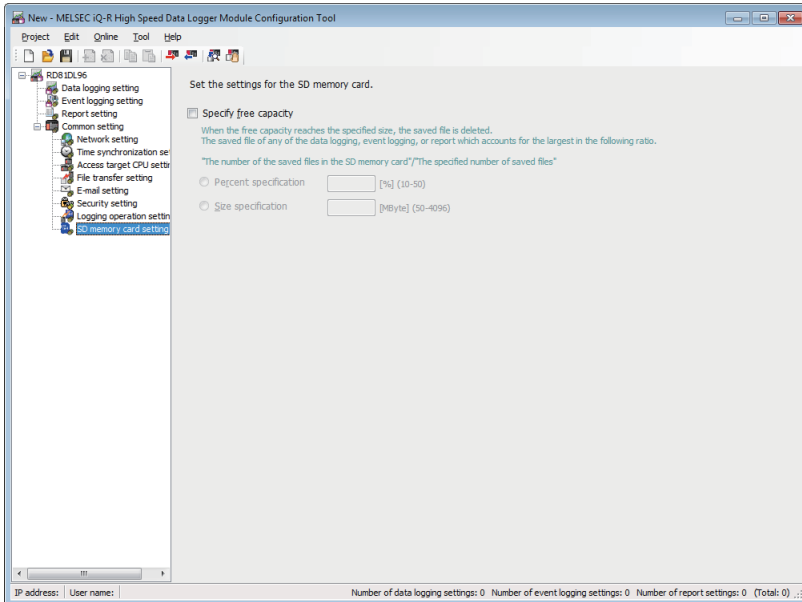 New - MELSEC iQ-R High Speed Data Logger Module Configuration Tool
Project Edit Online Tool Help
RD81DL96
Data logging setting
Event logging setting
Report setting
Common setting
Network setting
Time synchronization se
Access target CPU settin
File transfer setting
E-mail setting
Security setting
Logging operation settin
SD memory card setting
Set the settings for the SD memory card.
Specify free capacity
When the free capacity reaches the specified size, the saved file is deleted.
The saved file of any of the data logging, event logging, or report which accounts for the largest in the following ratio.
"The number of the saved files in the SD memory card"/"The specified number of saved files"
Percent specification [%] (10-50)
Size specification [MByte] (50-4096)
IP address: User name: Number of data logging settings: 0 Number of event logging settings: 0 Number of report settings: 0 (Total: 0)